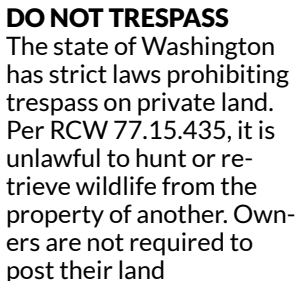 DO NOT TRESPASS
The state of Washington
has strict laws prohibiting
trespass on private land.
Per RCW 77.15.435, it is
unlawful to hunt or re-
trieve wildlife from the
property of another. Own-
ers are not required to
post their land